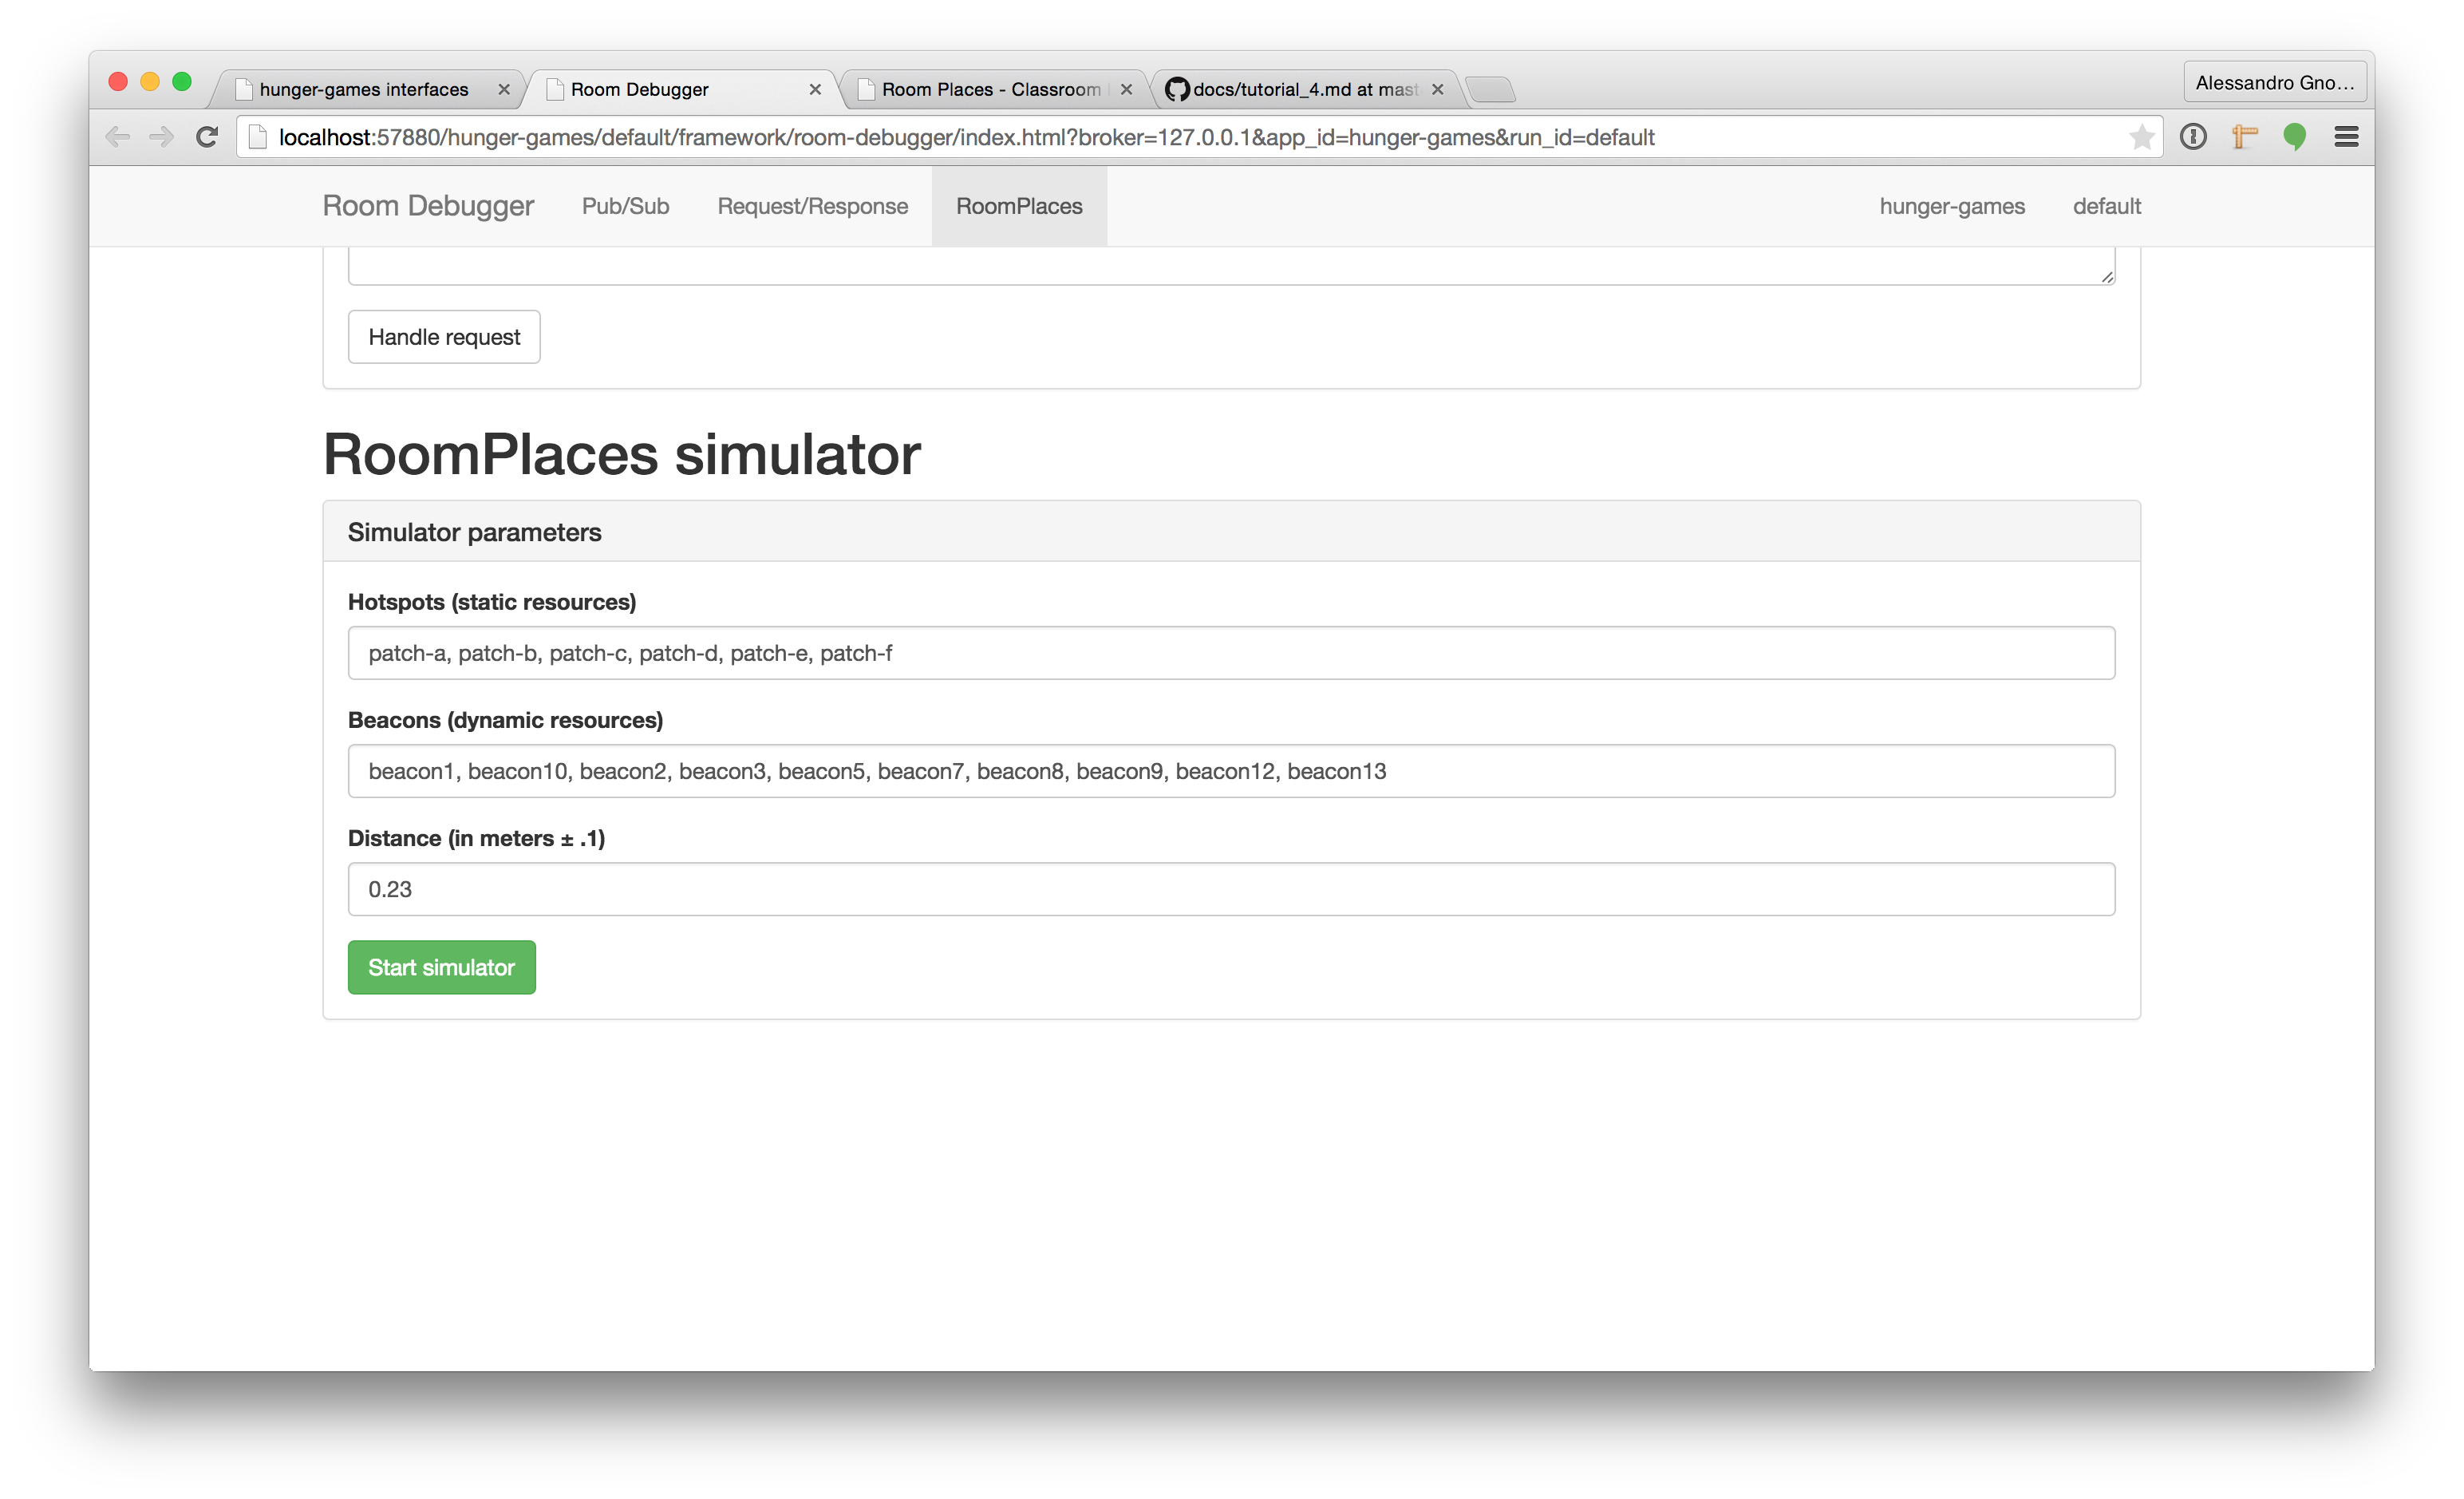 hunger-games interfaces
Room Debugger
Room Places - Classroom
docs/tutorial_4.md at mast
Alessandro Gno...
localhost:57880/hunger-games/default/framework/room-debugger/index.html?broker=127.0.0.1&app_id=hunger-games&run_id=default
Room Debugger Pub/Sub Request/Response RoomPlaces hunger-games default
Handle request
RoomPlaces simulator
Simulator parameters
Hotspots (static resources)
patch-a, patch-b, patch-c, patch-d, patch-e, patch-f
Beacons (dynamic resources)
beacon1, beacon10, beacon2, beacon3, beacon5, beacon7, beacon8, beacon9, beacon12, beacon13
Distance (in meters ± .1)
0.23
Start simulator